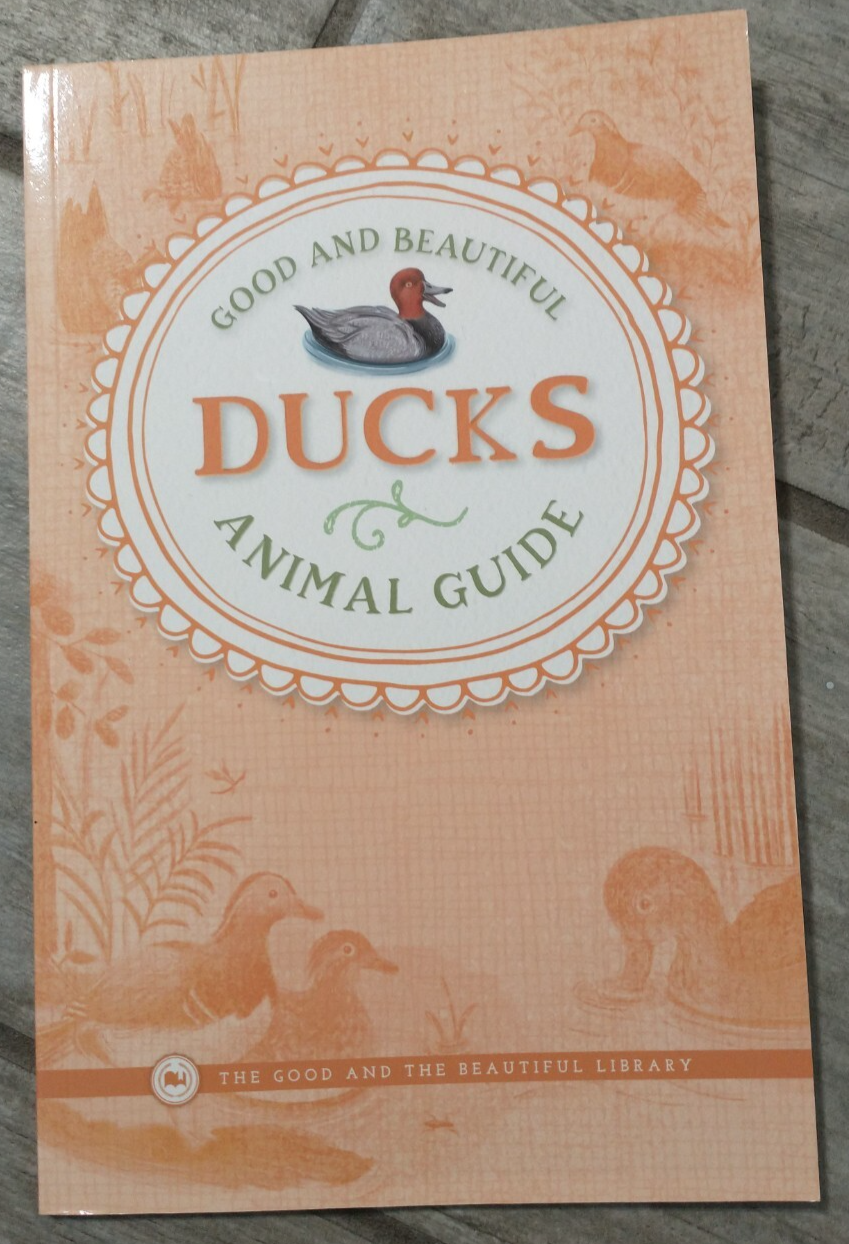 GOOD AND BEAUTIFUL
DUCKS
ANIMAL GUIDE
THE GOOD AND THE BEAUTIFUL LIBRARY